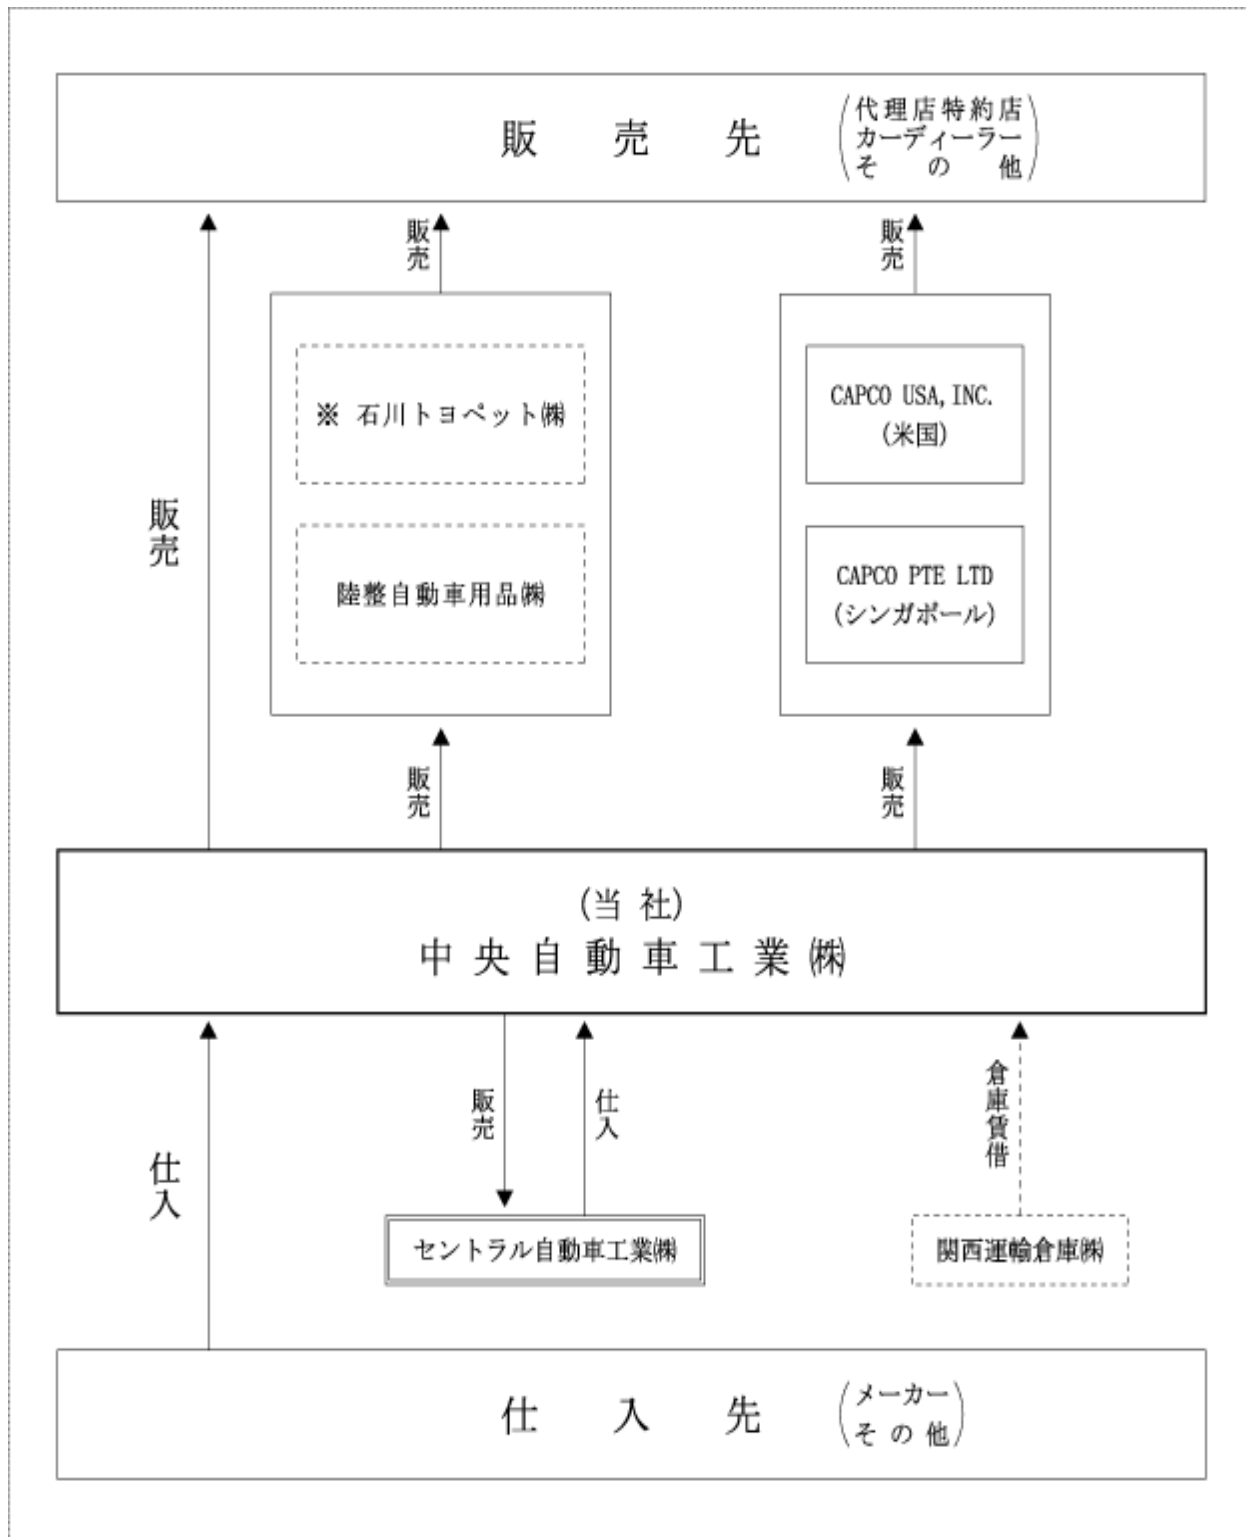 販売先
代理店特約店
カーディーラー
その他
販売
販売
※ 石川トヨペット㈱
CAPCO USA, INC.
(米国)
販売
陸整自動車用品㈱
CAPCO PTE LTD
(シンガポール)
販売
販売
(当社)
中央自動車工業㈱
販売
仕入
倉庫賃借
仕入
セントラル自動車工業㈱
関西運輸倉庫㈱
仕入先
メーカー
その他